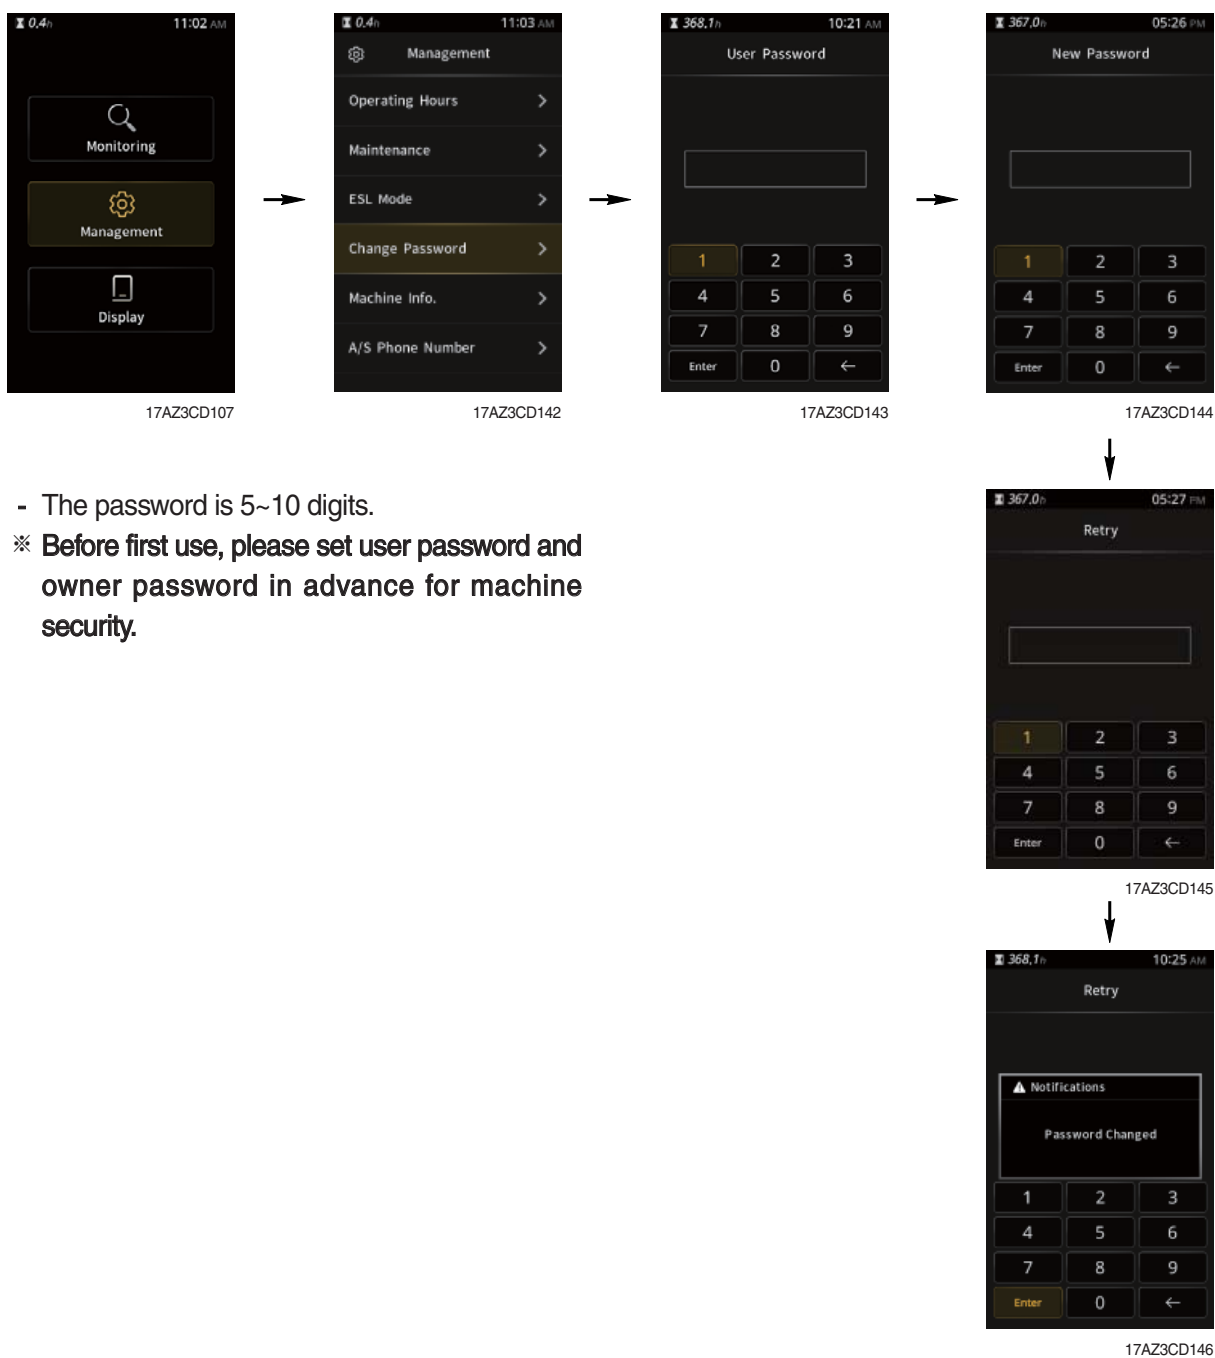 0.4h 11:02 AM
Monitoring
Management
Display
17AZ3CD107
0.4h 11:03 AM
Management
Operating Hours
Maintenance
ESL Mode
Change Password
Machine Info.
A/S Phone Number
17AZ3CD142
368.1h 10:21 AM
User Password
1 2 3
4 5 6
7 8 9
Enter 0 ←
17AZ3CD143
367.0h 05:26 PM
New Password
1 2 3
4 5 6
7 8 9
Enter 0 ←
17AZ3CD144
- The password is 5~10 digits.
※ Before first use, please set user password and
owner password in advance for machine
security.
367.0h 05:27 PM
Retry
1 2 3
4 5 6
7 8 9
Enter 0 ←
17AZ3CD145
368.1h 10:25 AM
Retry
Notifications
Password Changed
1 2 3
4 5 6
7 8 9
Enter 0 ←
17AZ3CD146